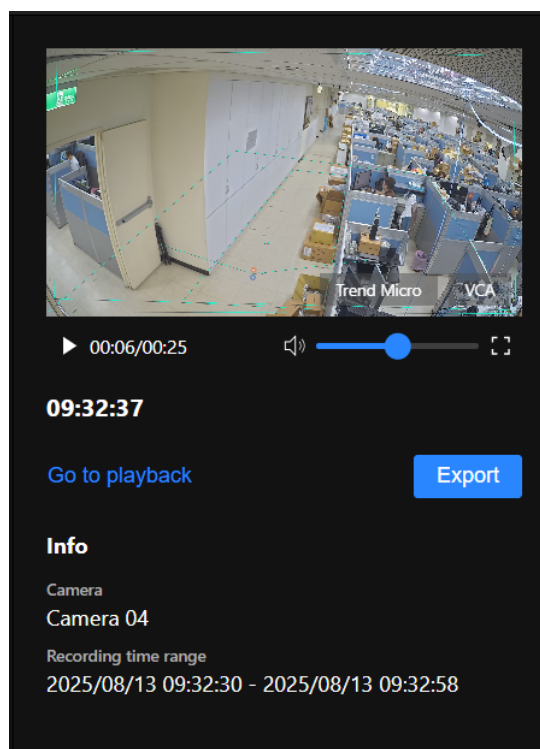 Trend Micro
VCA
00:06/00:25
09:32:37
Go to playback
Export
Info
Camera
Camera 04
Recording time range
2025/08/13 09:32:30 - 2025/08/13 09:32:58